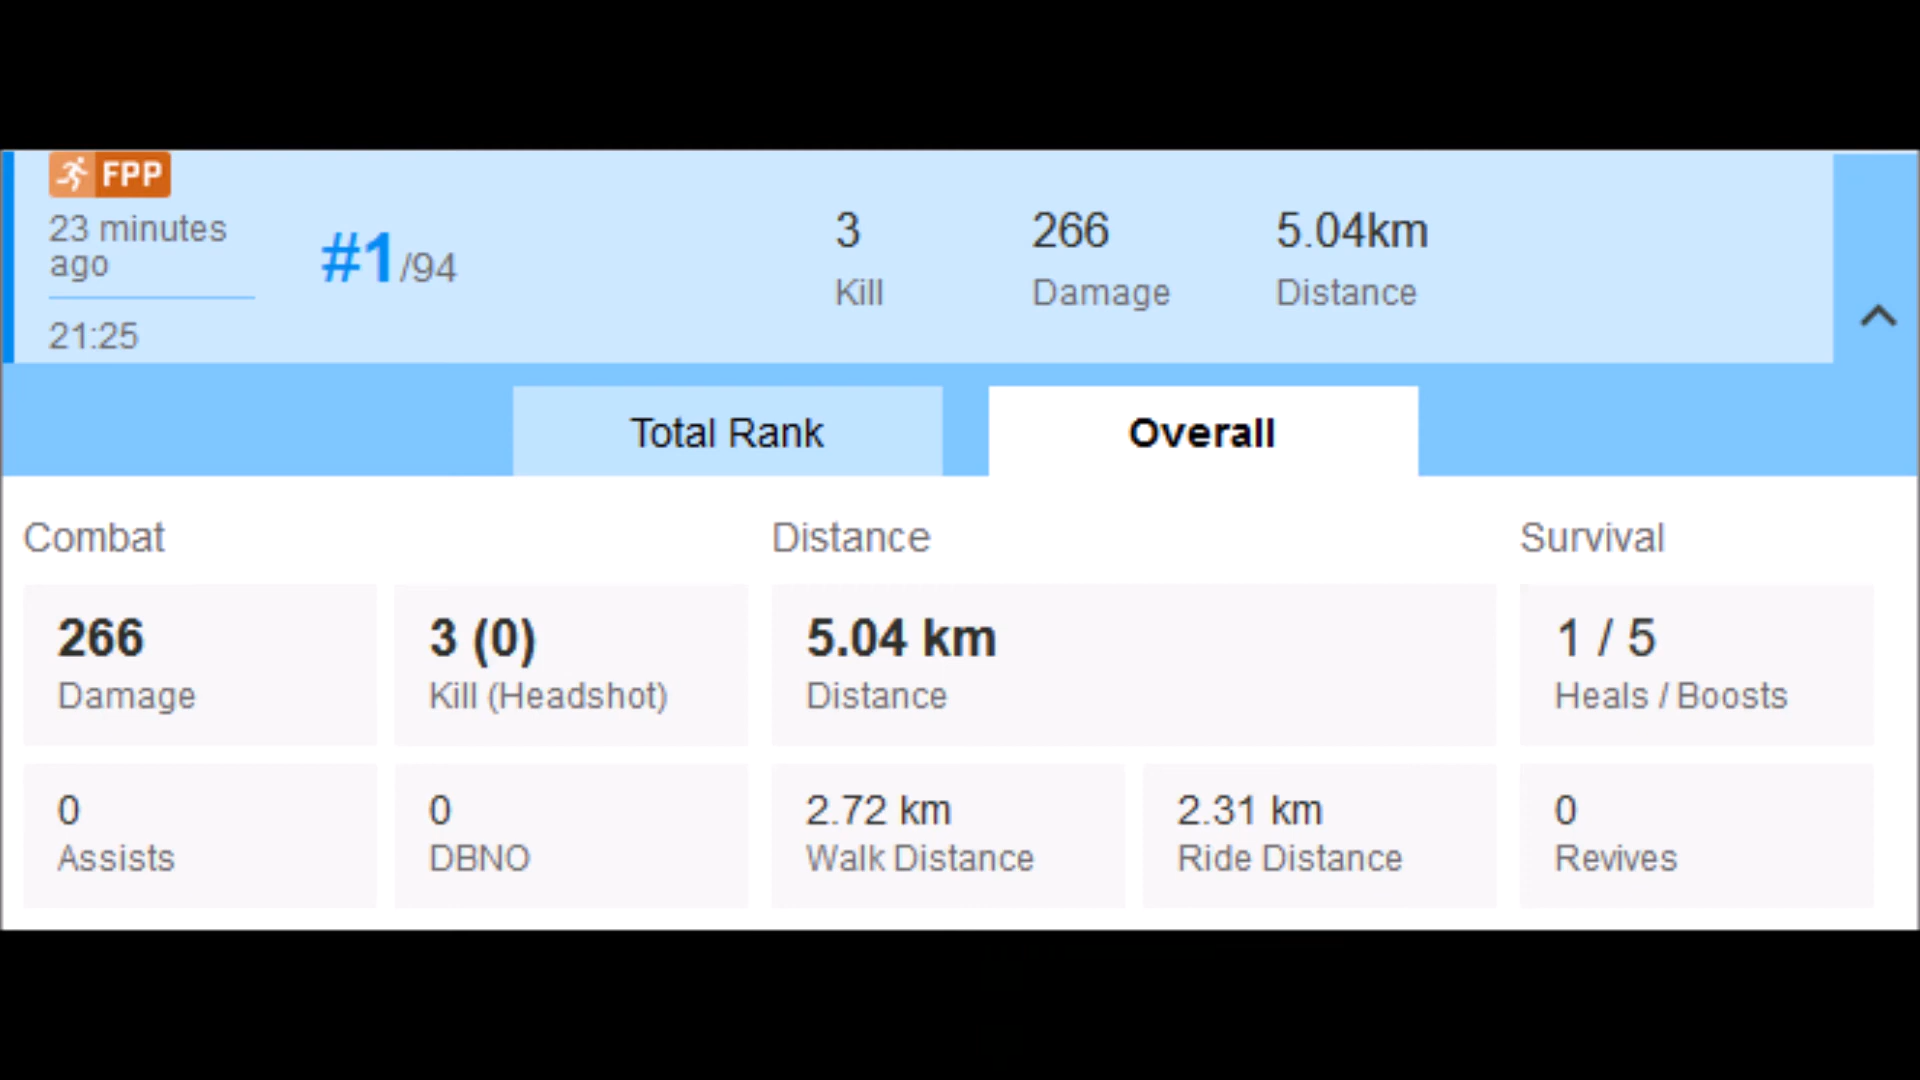 FPP
23 minutes
ago
21:25
#1/94
3
Kill
266
Damage
5.04km
Distance
Total Rank
Overall
Combat
266
Damage
3 (0)
Kill (Headshot)
0
Assists
0
DBNO
Distance
5.04 km
Distance
2.72 km
Walk Distance
2.31 km
Ride Distance
Survival
1 / 5
Heals / Boosts
0
Revives